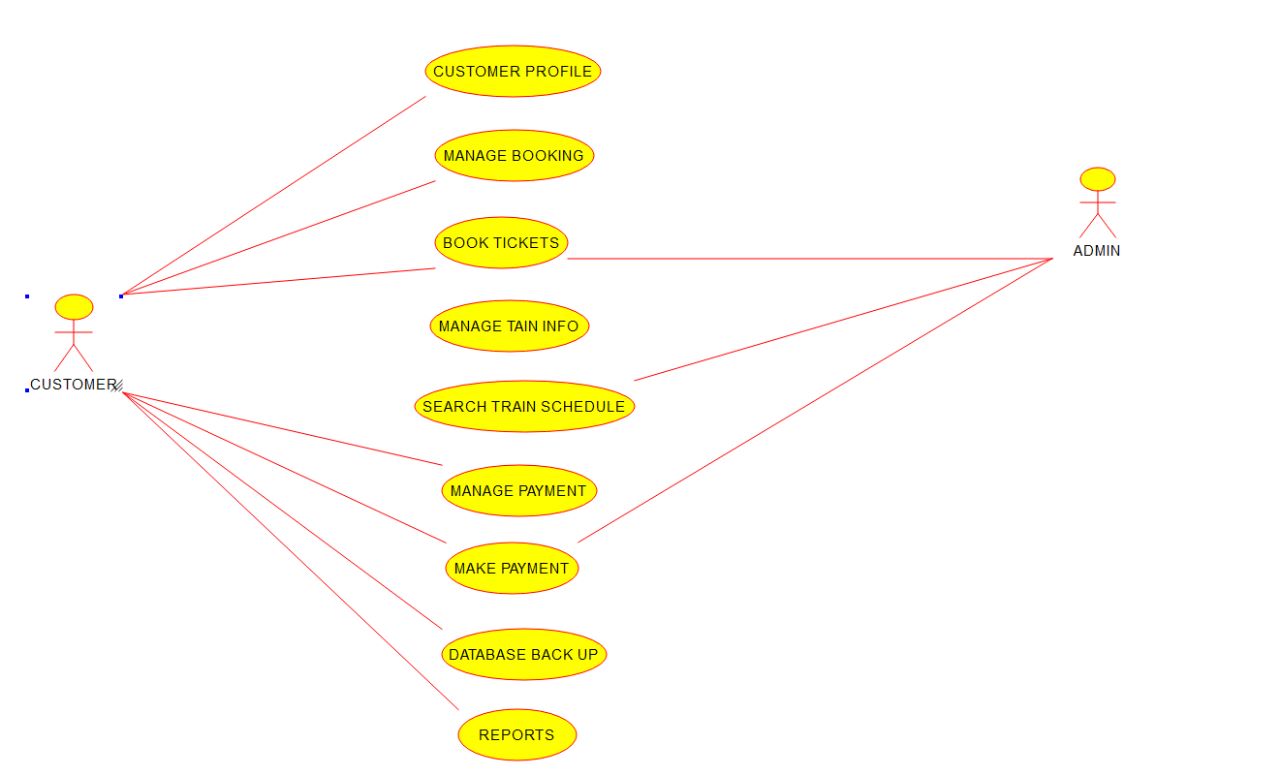 CUSTOMER PROFILE
MANAGE BOOKING
BOOK TICKETS
ADMIN
MANAGE TAIN INFO
CUSTOMER
SEARCH TRAIN SCHEDULE
MANAGE PAYMENT
MAKE PAYMENT
DATABASE BACK UP
REPORTS